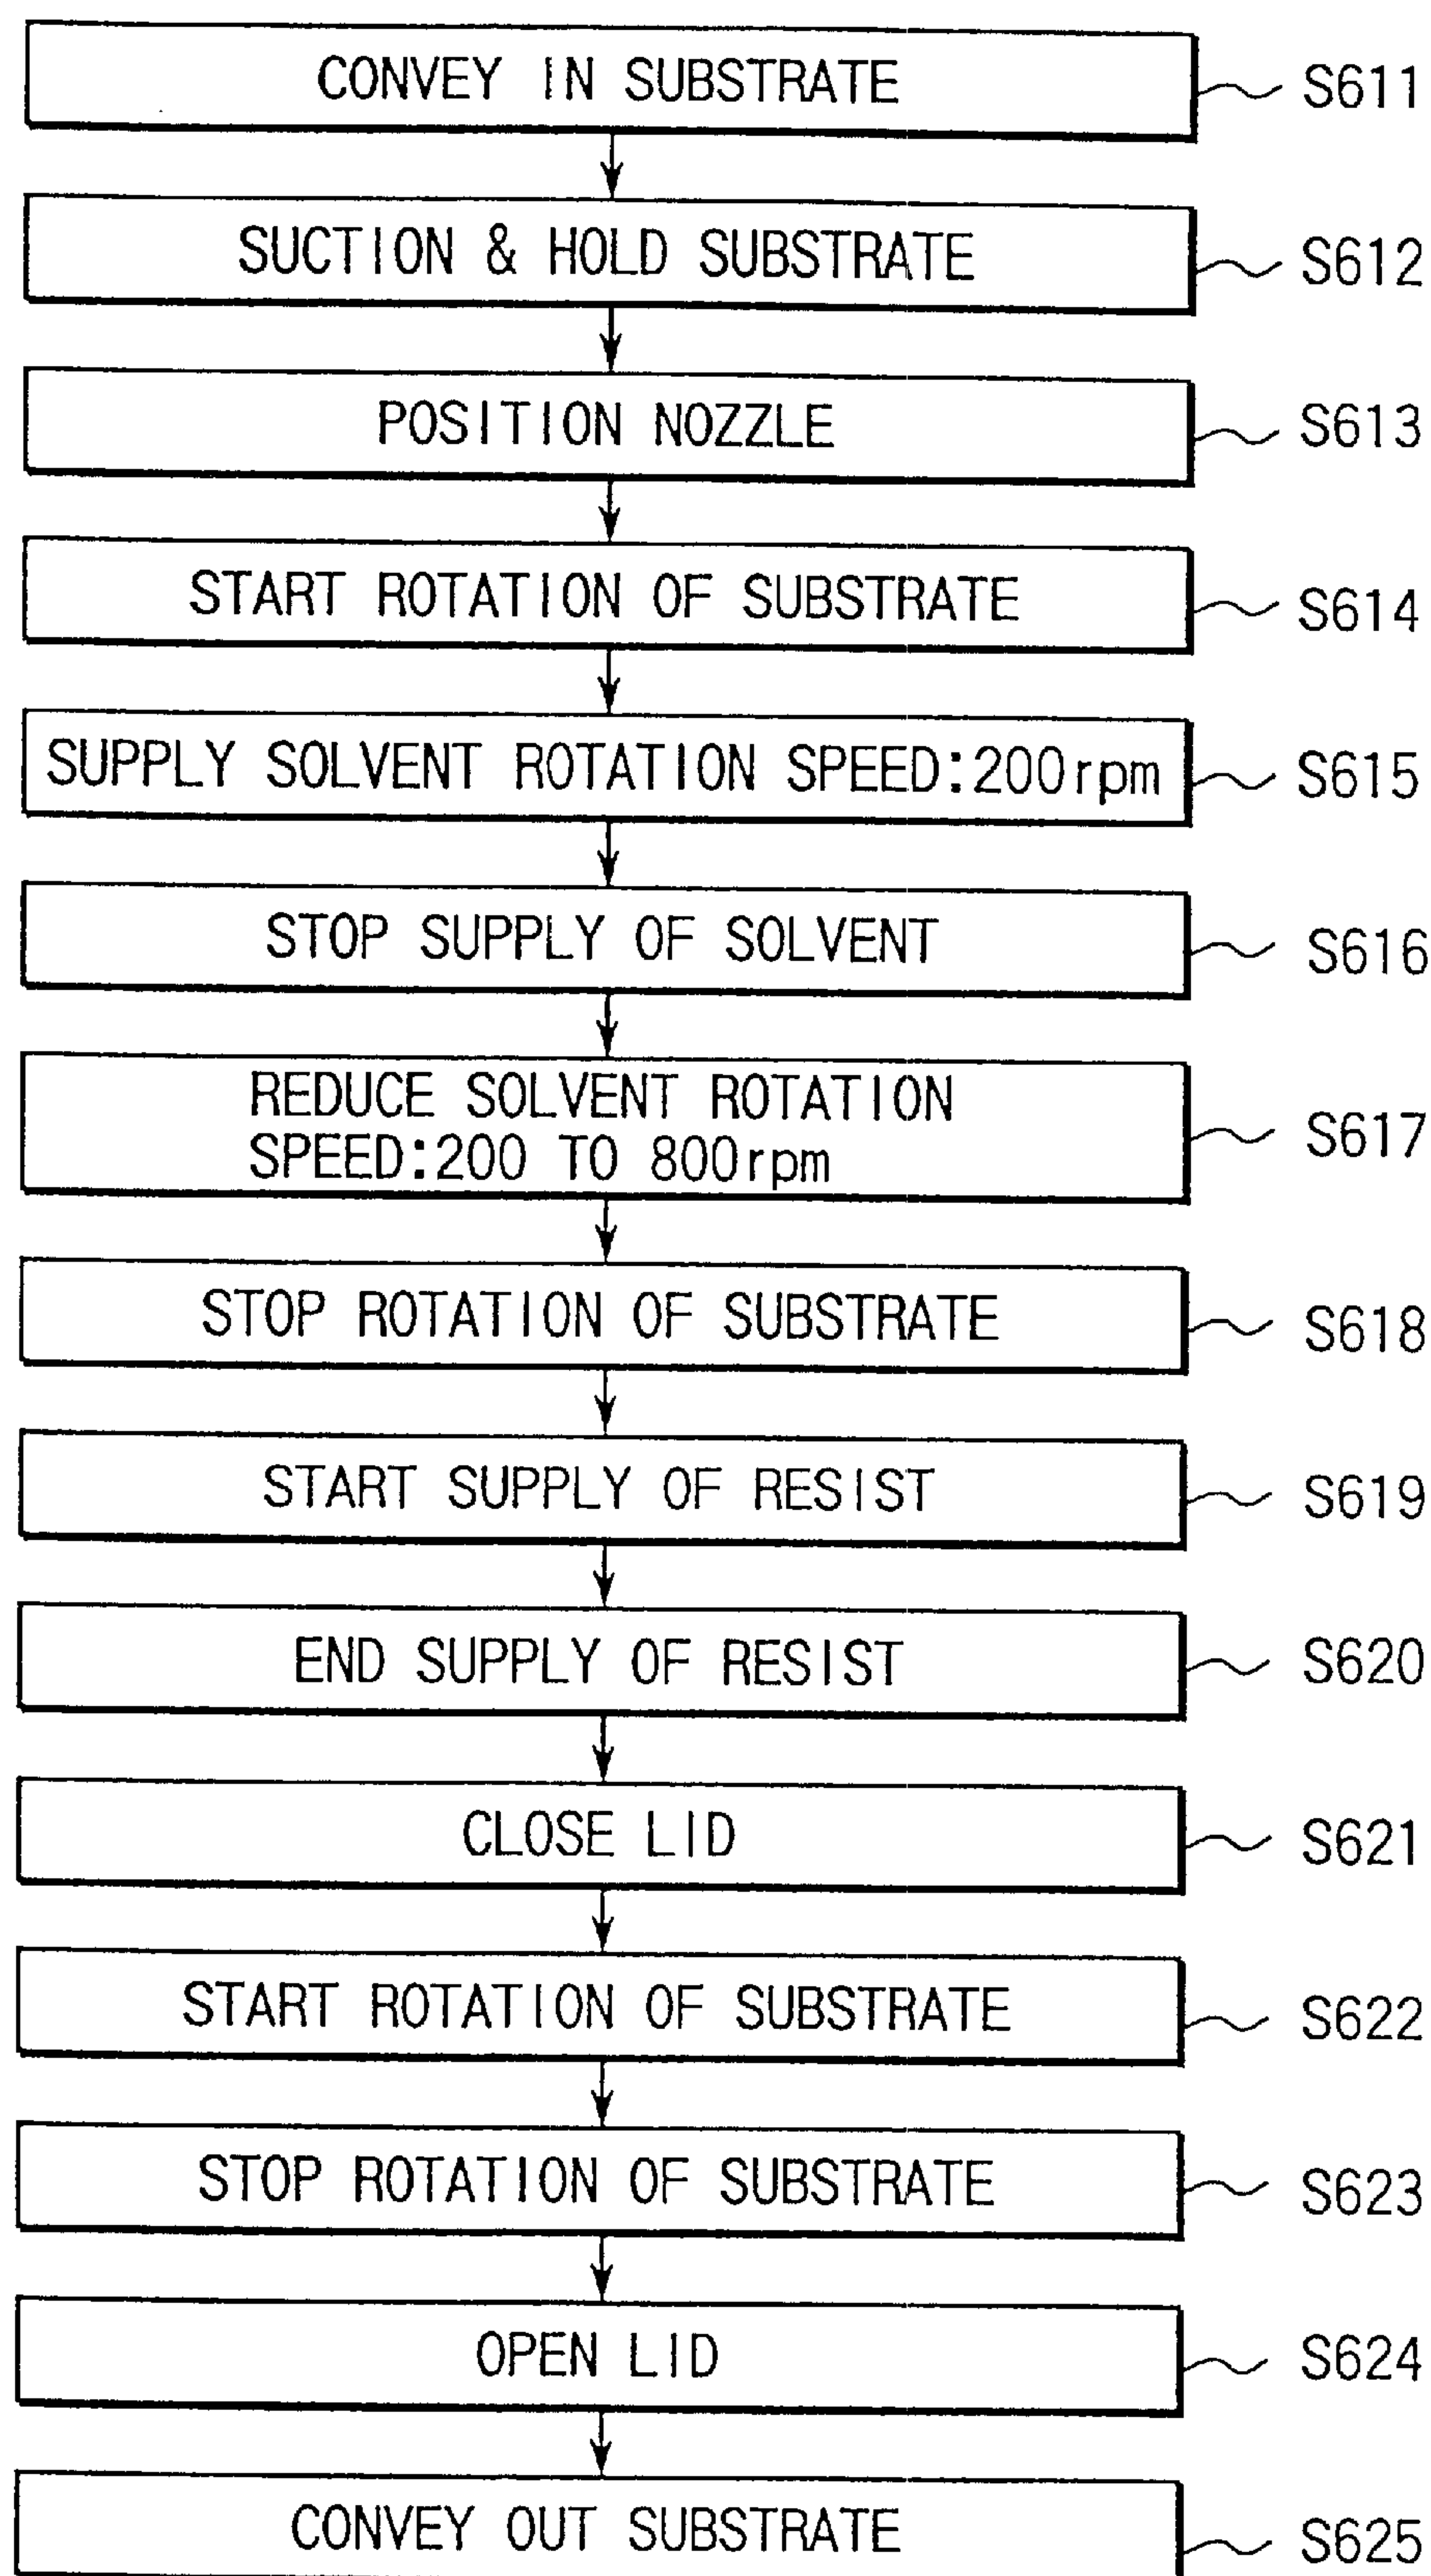 CONVEY IN SUBSTRATE S611
SUCTION & HOLD SUBSTRATE S612
POSITION NOZZLE S613
START ROTATION OF SUBSTRATE S614
SUPPLY SOLVENT ROTATION SPEED:200rpm S615
STOP SUPPLY OF SOLVENT S616
REDUCE SOLVENT ROTATION
SPEED:200 TO 800rpm S617
STOP ROTATION OF SUBSTRATE S618
START SUPPLY OF RESIST S619
END SUPPLY OF RESIST S620
CLOSE LID S621
START ROTATION OF SUBSTRATE S622
STOP ROTATION OF SUBSTRATE S623
OPEN LID S624
CONVEY OUT SUBSTRATE S625